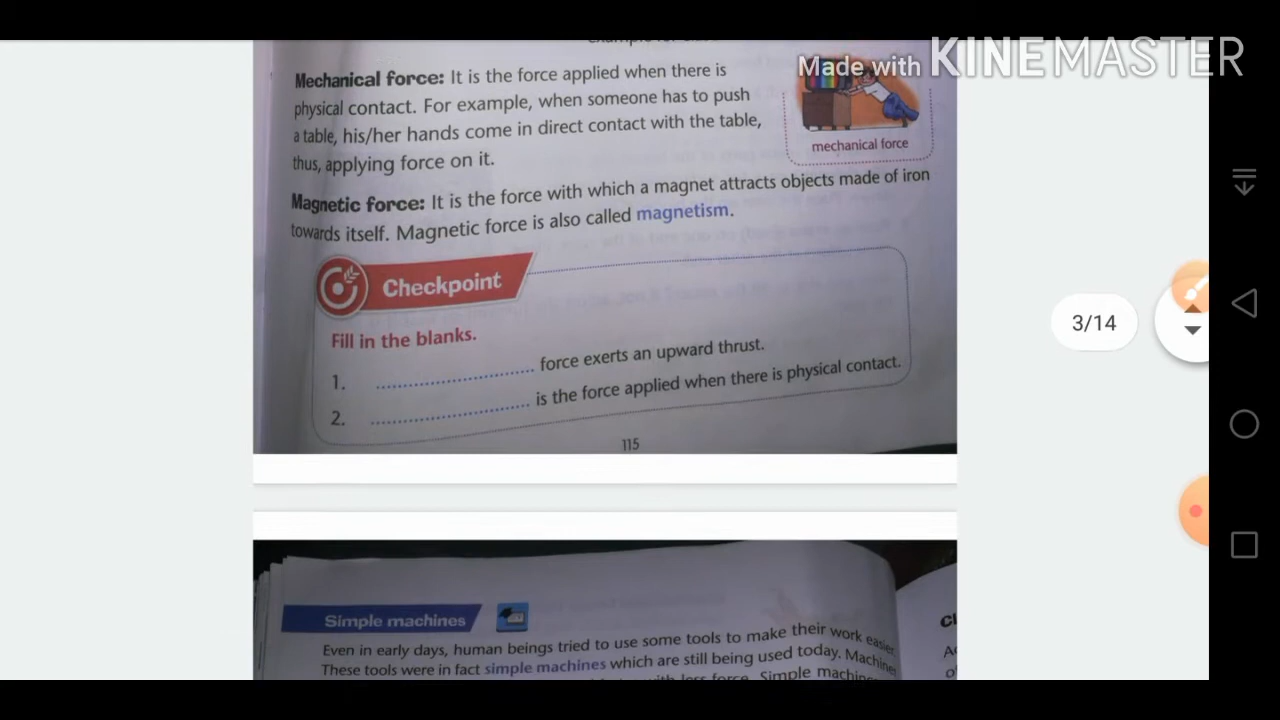 Made with KINEMASTER
Mechanical force: It is the force applied when there is
physical contact. For example, when someone has to push
a table, his/her hands come in direct contact with the table,
thus, applying force on it.
mechanical force
Magnetic force: It is the force with which a magnet attracts objects made of iron
towards itself. Magnetic force is also called magnetism.
Checkpoint
Fill in the blanks.
1. .............................. force exerts an upward thrust.
2. .............................. is the force applied when there is physical contact.
115
3/14
Simple machines
Even in early days, human beings tried to use some tools to make their work easier.
These tools were in fact simple machines which are still being used today.
with less force. Simple